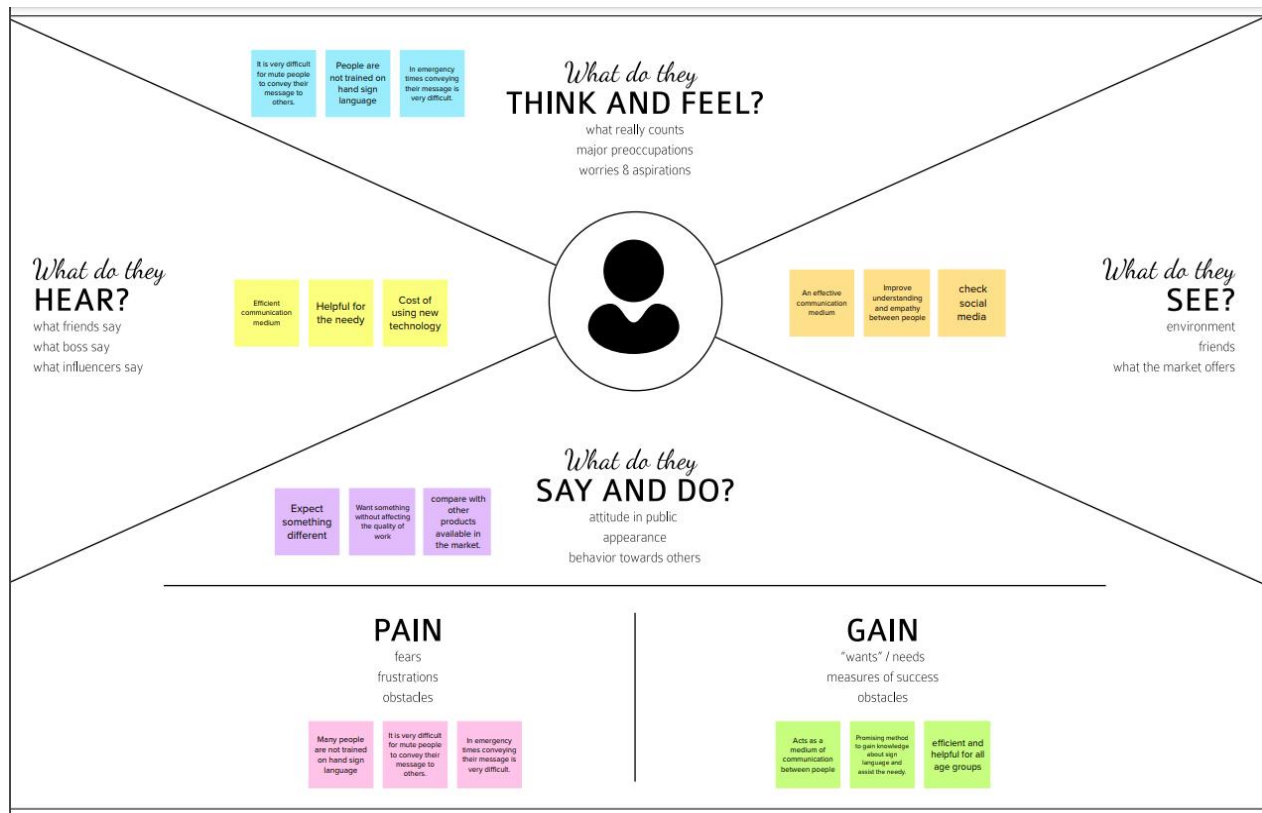 It is very difficult
for mute people
to convey their
message to
others.
People are
not trained on
hand sign
language
In emergency
times conveying
their message is
very difficult.
What do they
THINK AND FEEL?
what really counts
major preoccupations
worries & aspirations
What do they
HEAR?
what friends say
what boss say
what influencers say
Efficient
communication
medium
Helpful for
the needy
Cost of
using new
technology
An effective
communication
medium
Improve
understanding
and empathy
between people
check
social
media
What do they
SEE?
environment
friends
what the market offers
What do they
SAY AND DO?
attitude in public
appearance
behavior towards others
Expect
something
different
Want something
without affecting
the quality of
work
compare with
other
products
available in
the market.
PAIN
fears
frustrations
obstacles
Many people
are not trained
on hand sign
language
It is very difficult
for mute people
to convey their
message to
others.
In emergency
times conveying
their message is
very difficult.
GAIN
"wants" / needs
measures of success
obstacles
Acts as a
medium of
communication
between poeple
Promising method
to gain knowledge
about sign
language and
assist the needy.
efficient and
helpful for all
age groups